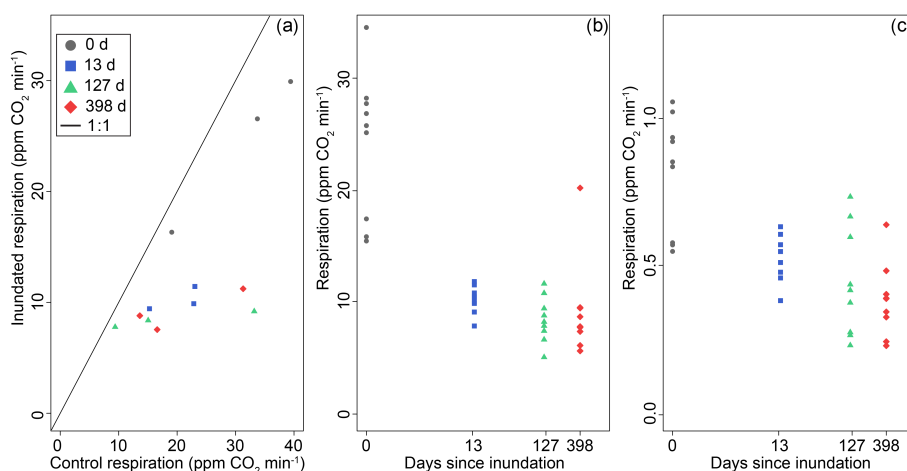 (a)
0 d
13 d
127 d
398 d
1:1
Inundated respiration (ppm CO2 min-1)
0
10
20
30
0
10
20
30
40
Control respiration (ppm CO2 min-1)
(b)
Respiration (ppm CO2 min-1)
0
10
20
30
0
13
127
398
Days since inundation
(c
Respiration (ppm CO2 min-1)
0.0
0.5
1.0
0
13
127
398
Days since inundation